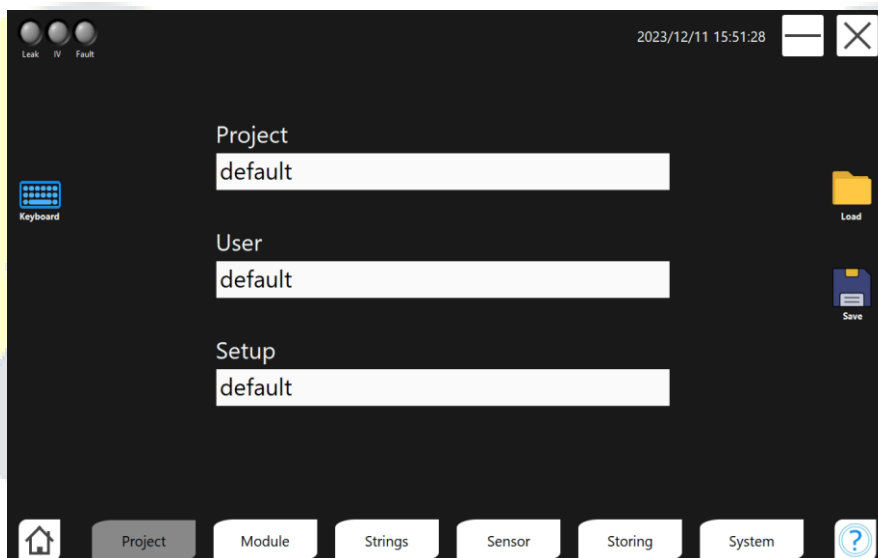 2023/12/11 15:51:28
Leak IV Fault
Project
default
Keyboard
Load
User
default
Save
Setup
default
Project Module Strings Sensor Storing System
?